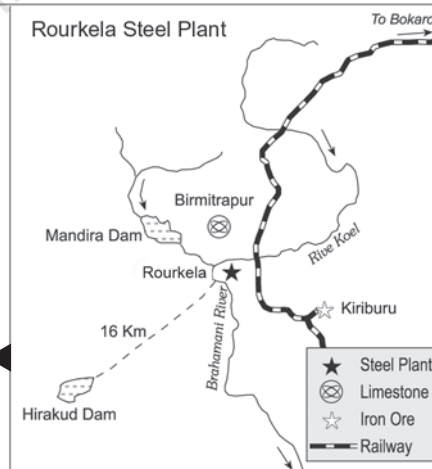 Rourkela Steel Plant
To Bokaro
Birmitrapur
Mandira Dam
Rive Koel
Rourkela
Brahamani River
Kiriburu
16 Km
Hirakud Dam
Steel Plant
Limestone
Iron Ore
Railway